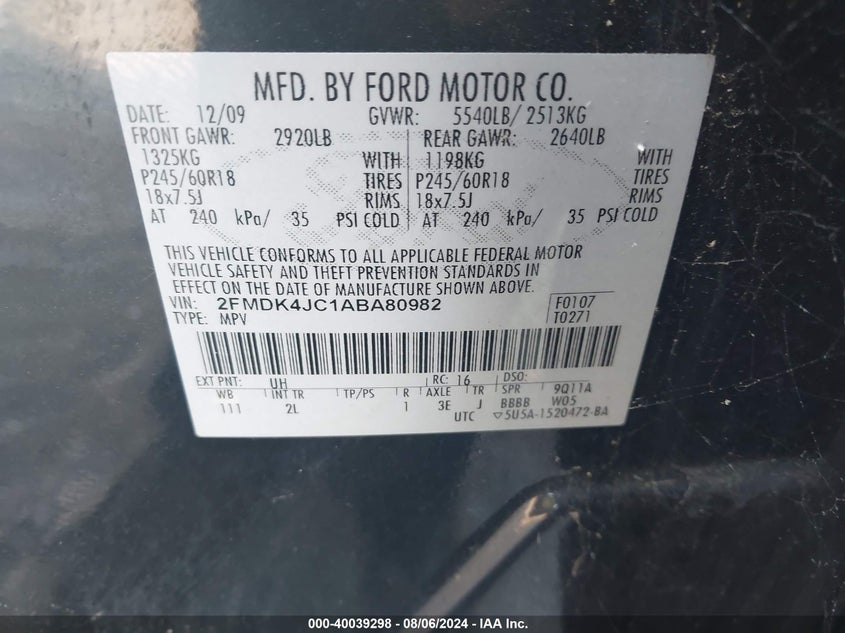 MFD. BY FORD MOTOR CO.
DATE: 12/09 GVWR: 5540LB/ 2513KG
FRONT GAWR: 2920LB REAR GAWR: 2640LB
1325KG WITH 1198KG WITH
P245/60R18 TIRES P245/60R18 TIRES
18x7.5J RIMS 18x7.5J RIMS
AT 240 kPa/ 35 PSI COLD AT 240 kPa/ 35 PSI COLD
THIS VEHICLE CONFORMS TO ALL APPLICABLE FEDERAL MOTOR
VEHICLE SAFETY AND THEFT PREVENTION STANDARDS IN
EFFECT ON THE DATE OF MANUFACTURE SHOWN ABOVE.
VIN: 2FMDK4JC1ABA80982 F0107
TYPE: MPV T0271
EXT PNT: UH RC: 16 DSO:
WB INT TR TP/PS R AXLE TR SPR 9Q11A
111 2L 1 3E J BBBB W05
UTC ▽5U5A-1520472-BA
000-40039298 - 08/06/2024 - IAA Inc.